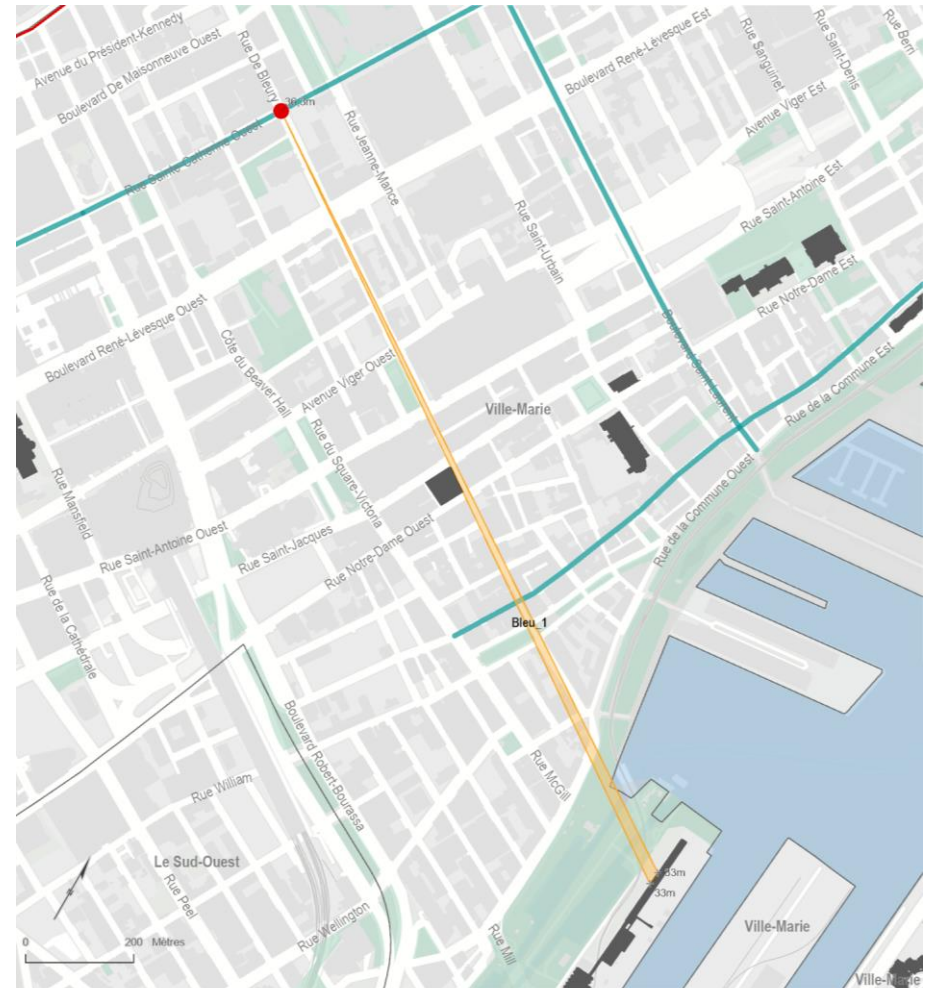 Avenue du Président-Kennedy
Boulevard De Maisonneuve Ouest
Rue De Bleury
Rue Sainte-Catherine Ouest
Rue Jeanne-Mance
Boulevard René-Lévesque Est
Rue Sanguinet
Rue Saint-Denis
Rue Berri
Avenue Viger Est
Rue Saint-Antoine Est
Rue Saint-Urbain
Rue Notre-Dame Est
Boulevard Saint-Laurent
Rue de la Commune Est
Boulevard René-Lévesque Ouest
Côte du Beaver Hall
Avenue Viger Ouest
Ville-Marie
Rue du Square-Victoria
Rue Mansfield
Rue Saint-Antoine Ouest
Rue Saint-Jacques
Rue Notre-Dame Ouest
Rue de la Commune Ouest
Rue de la Cathédrale
Bleu_1
Boulevard Robert-Bourassa
Rue McGill
Rue William
Le Sud-Ouest
Rue Peel
33m
33m
Rue Wellington
Rue Mill
Ville-Marie
0 200 Mètres
Ville-Marie